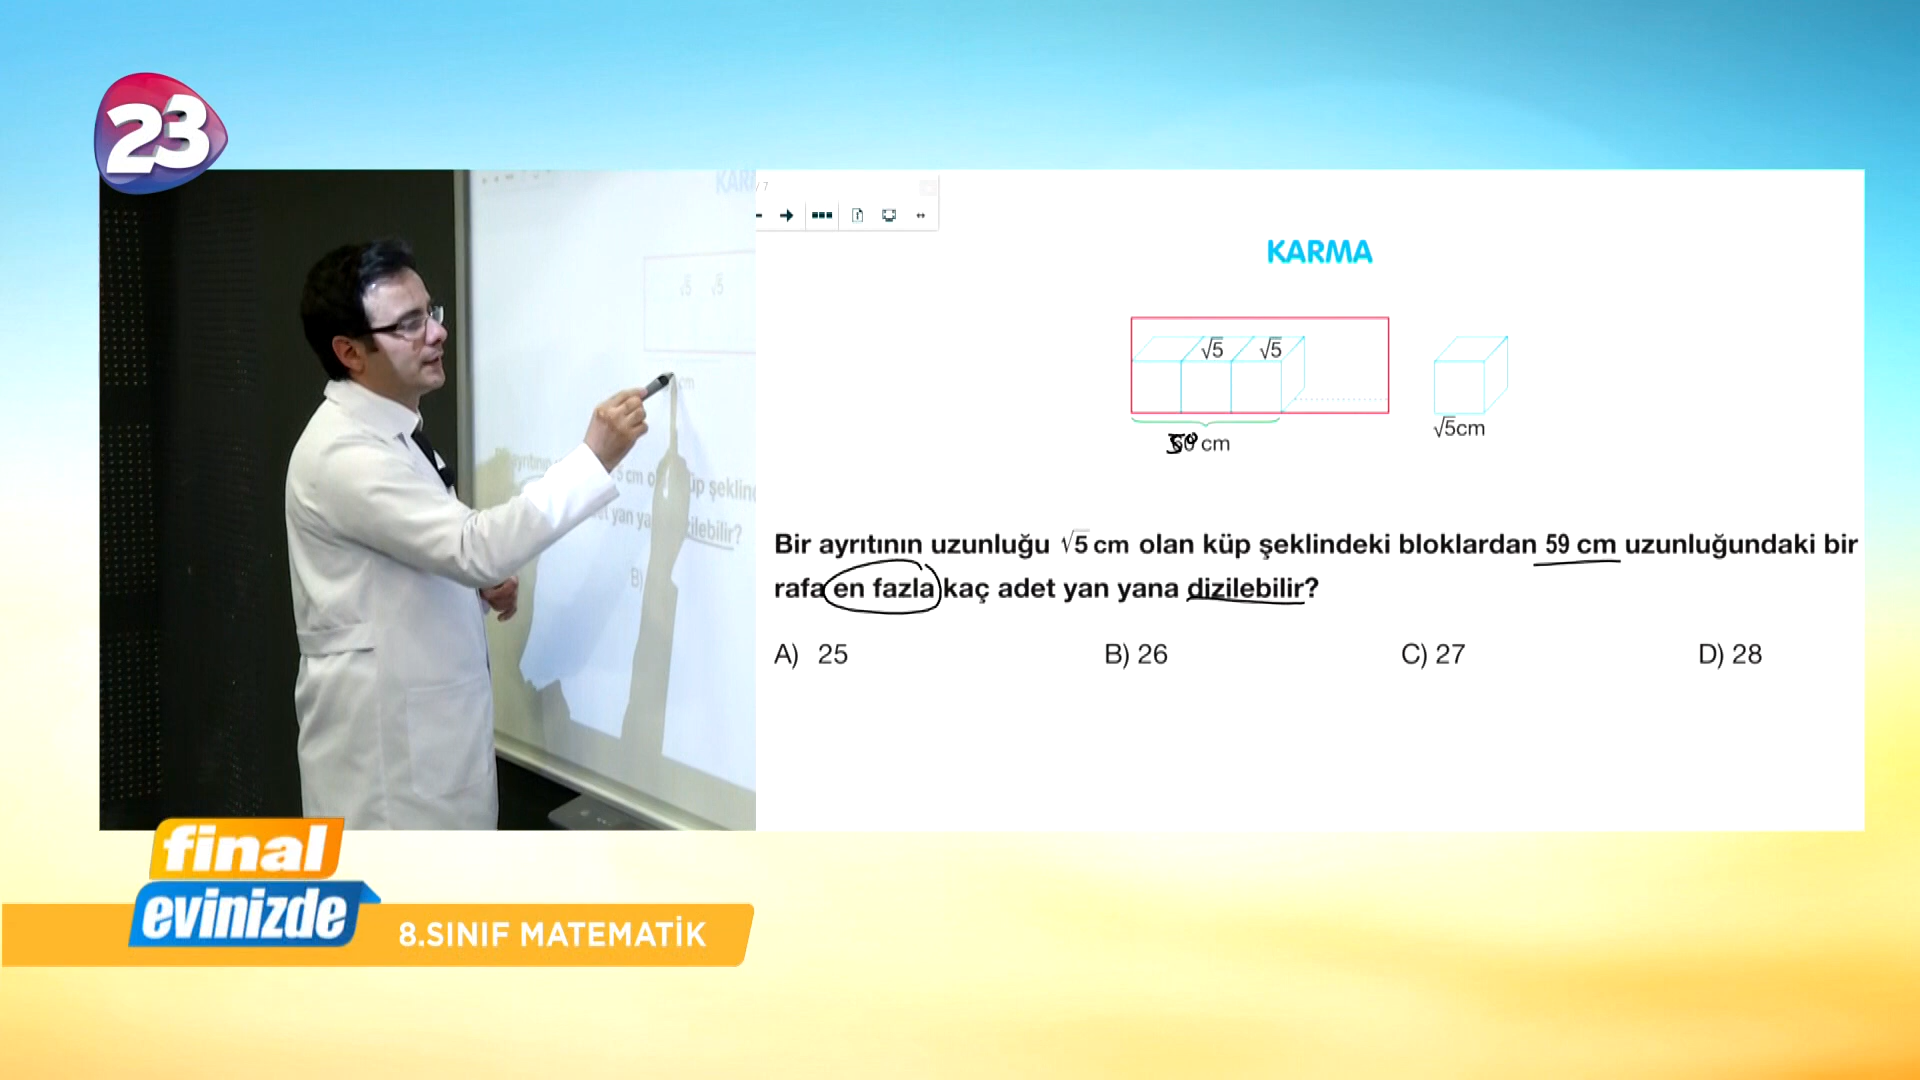 23
/ 7
KARMA
√5 √5
√5cm
cm
Bir ayrıtının uzunluğu √5 cm olan küp şeklindeki bloklardan 59 cm uzunluğundaki bir
rafa en fazla kaç adet yan yana dizilebilir?
A) 25 B) 26 C) 27 D) 28
final
evinizde
8.SINIF MATEMATİK